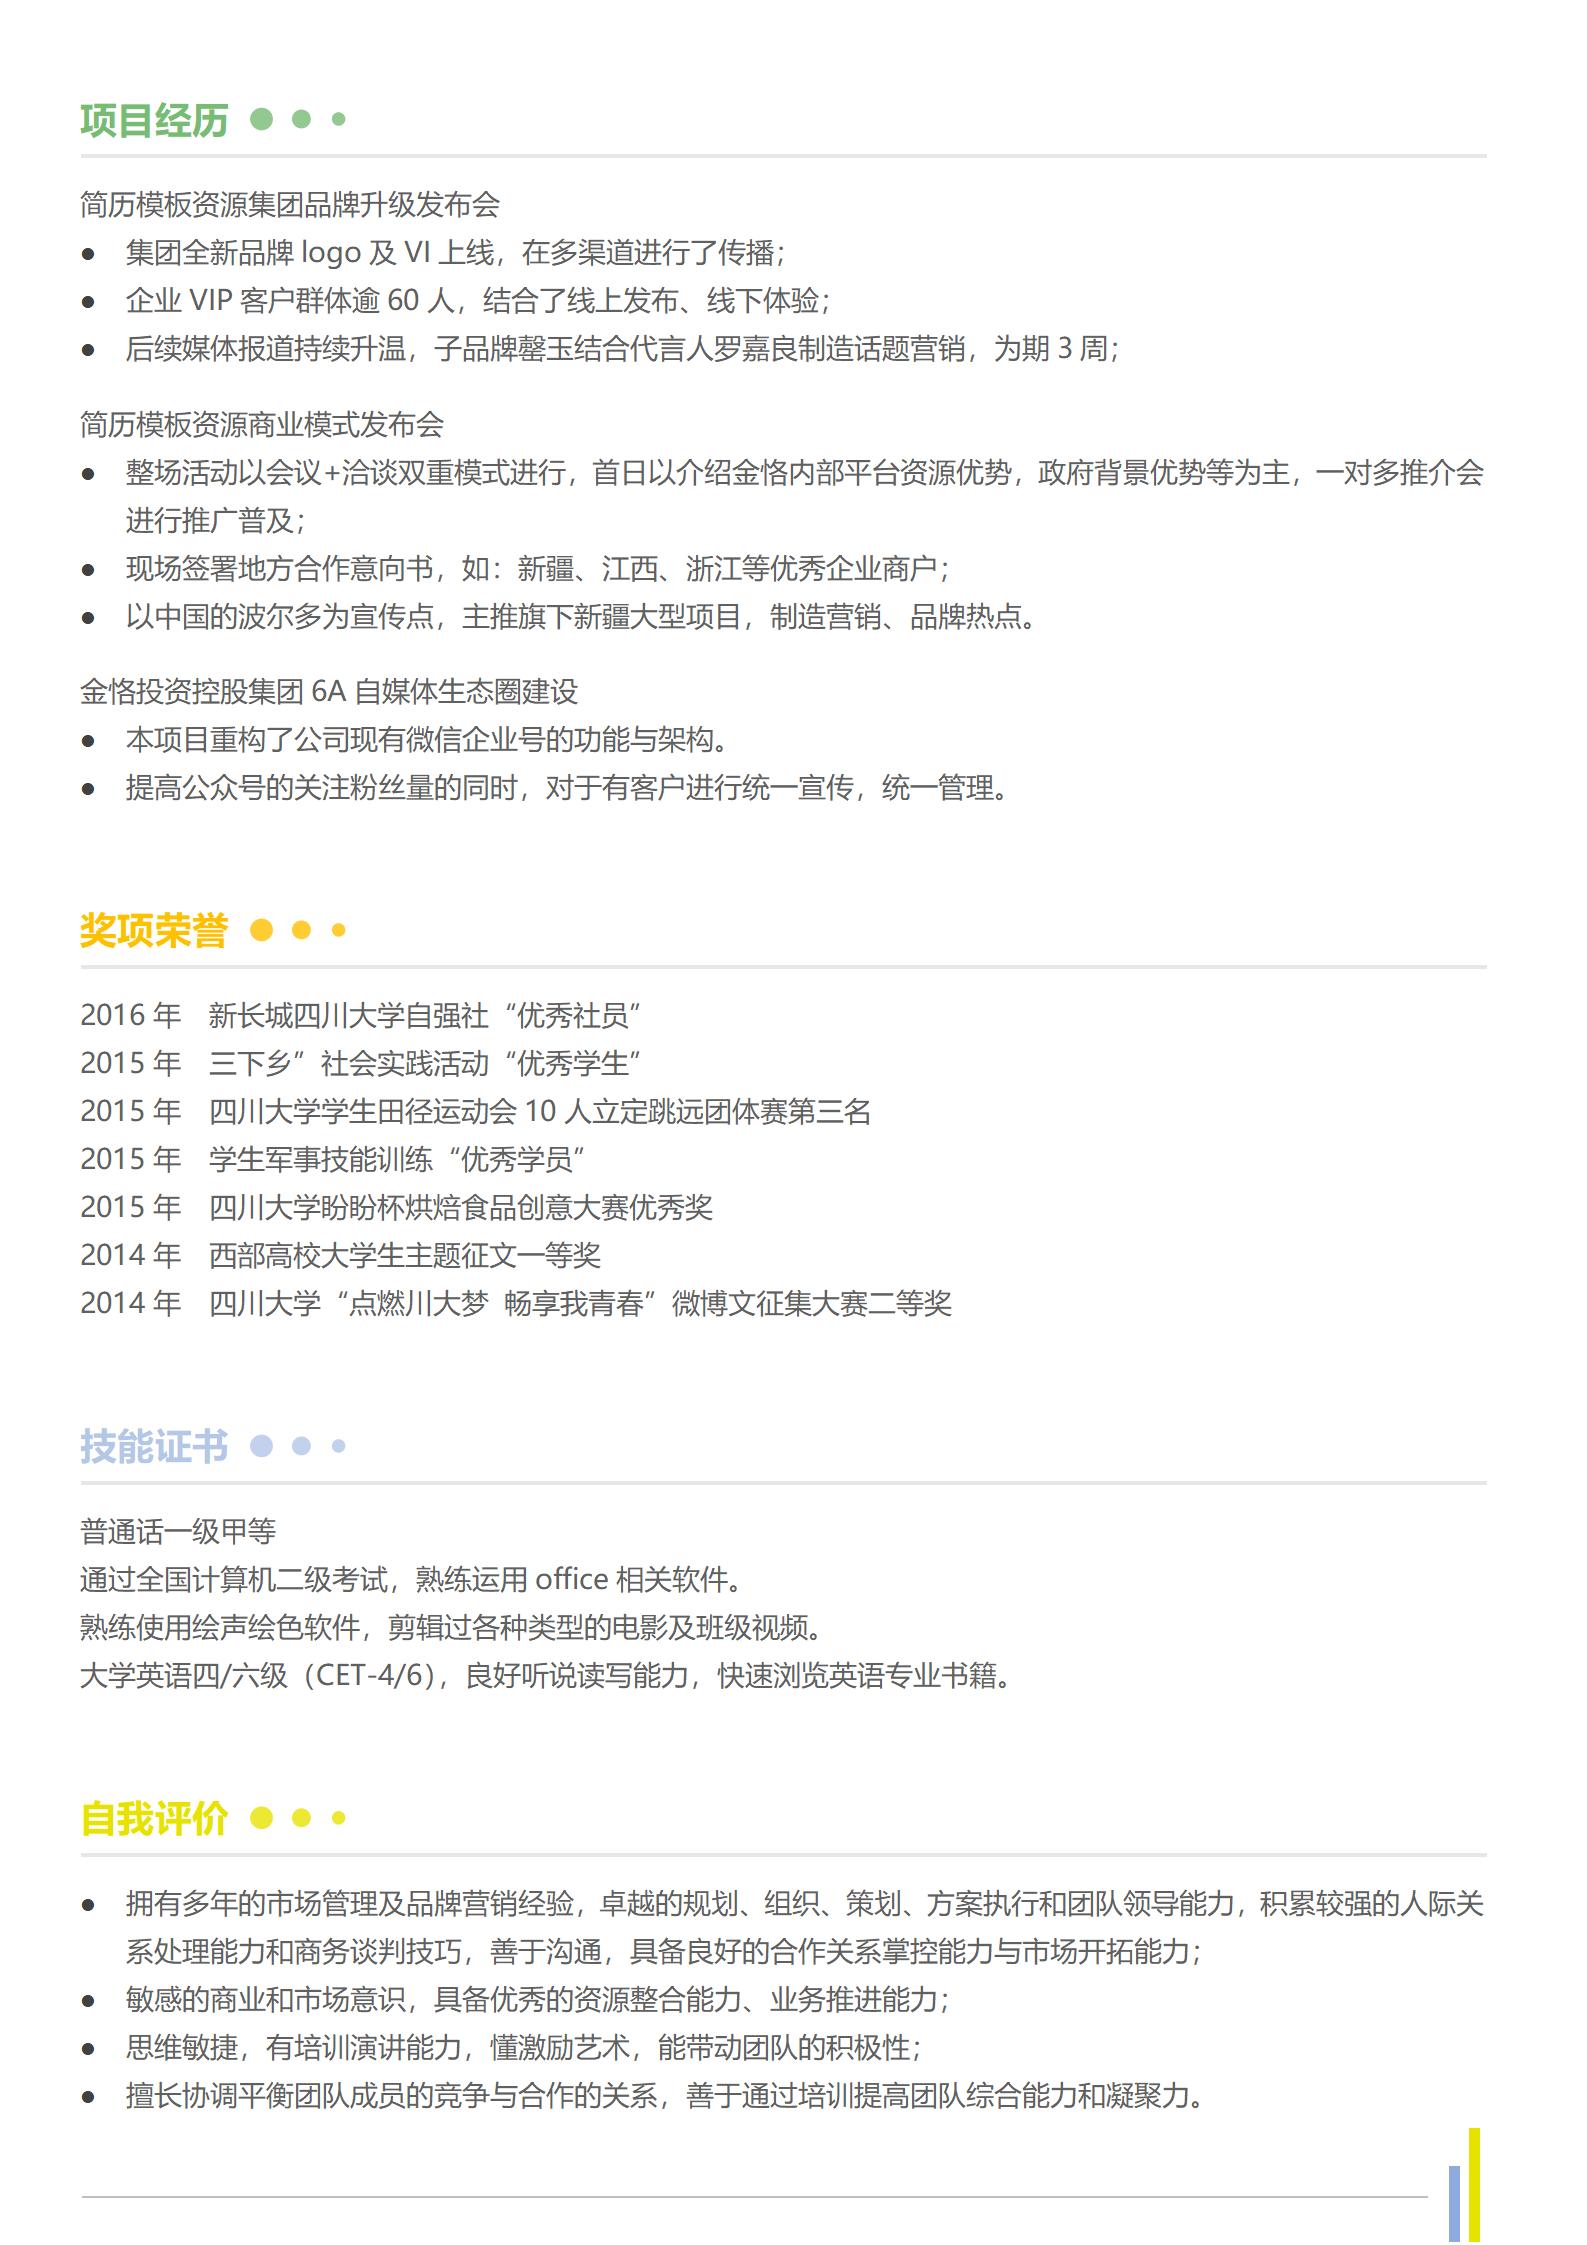 项目经历
简历模板资源集团品牌升级发布会
● 集团全新品牌 logo 及 VI 上线，在多渠道进行了传播；
● 企业 VIP 客户群体逾 60 人，结合了线上发布、线下体验；
● 后续媒体报道持续升温，子品牌罄玉结合代言人罗嘉良制造话题营销，为期 3 周；
简历模板资源商业模式发布会
● 整场活动以会议+洽谈双重模式进行，首日以介绍金恪内部平台资源优势，政府背景优势等为主，一对多推介会
进行推广普及；
● 现场签署地方合作意向书，如：新疆、江西、浙江等优秀企业商户；
● 以中国的波尔多为宣传点，主推旗下新疆大型项目，制造营销、品牌热点。
金恪投资控股集团 6A 自媒体生态圈建设
● 本项目重构了公司现有微信企业号的功能与架构。
● 提高公众号的关注粉丝量的同时，对于有客户进行统一宣传，统一管理。
奖项荣誉
2016 年 新长城四川大学自强社“优秀社员”
2015 年 三下乡”社会实践活动“优秀学生”
2015 年 四川大学学生田径运动会 10 人立定跳远团体赛第三名
2015 年 学生军事技能训练“优秀学员”
2015 年 四川大学盼盼杯烘焙食品创意大赛优秀奖
2014 年 西部高校大学生主题征文一等奖
2014 年 四川大学“点燃川大梦 畅享我青春”微博文征集大赛二等奖
技能证书
普通话一级甲等
通过全国计算机二级考试，熟练运用 office 相关软件。
熟练使用绘声绘色软件，剪辑过各种类型的电影及班级视频。
大学英语四/六级（CET-4/6），良好听说读写能力，快速浏览英语专业书籍。
自我评价
● 拥有多年的市场管理及品牌营销经验，卓越的规划、组织、策划、方案执行和团队领导能力，积累较强的人际关
系处理能力和商务谈判技巧，善于沟通，具备良好的合作关系掌控能力与市场开拓能力；
● 敏感的商业和市场意识，具备优秀的资源整合能力、业务推进能力；
● 思维敏捷，有培训演讲能力，懂激励艺术，能带动团队的积极性；
● 擅长协调平衡团队成员的竞争与合作的关系，善于通过培训提高团队综合能力和凝聚力。